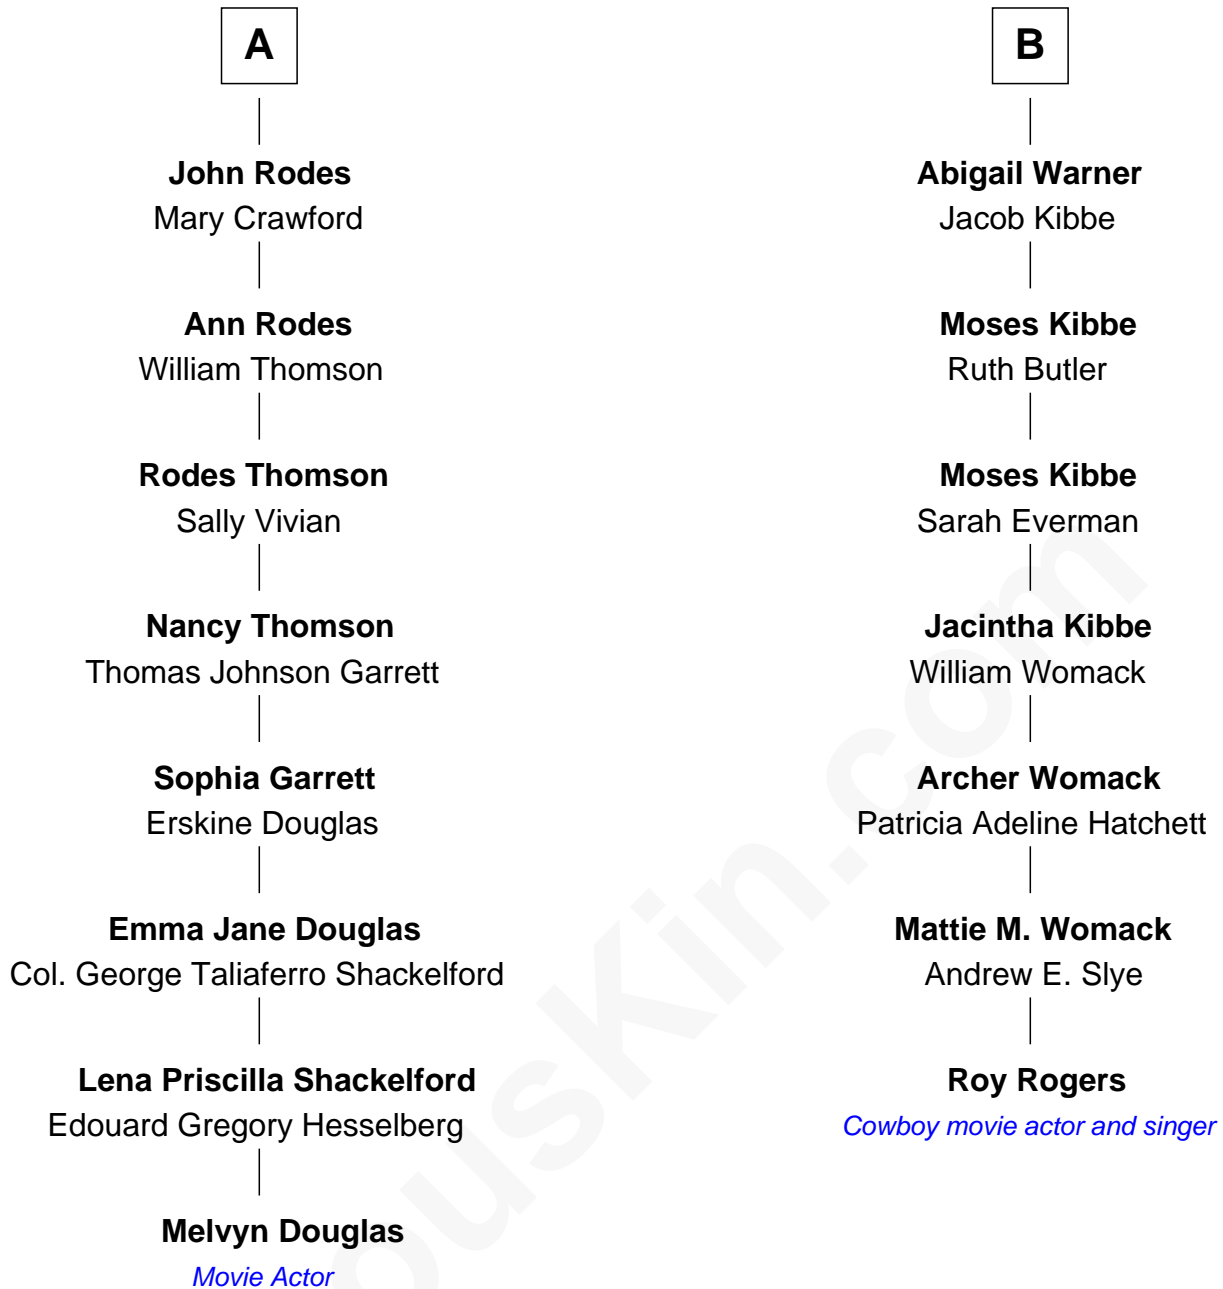 A
John Rodes
Mary Crawford
Ann Rodes
William Thomson
Rodes Thomson
Sally Vivian
Nancy Thomson
Thomas Johnson Garrett
Sophia Garrett
Erskine Douglas
Emma Jane Douglas
Col. George Taliaferro Shackelford
Lena Priscilla Shackelford
Edouard Gregory Hesselberg
Melvyn Douglas
Movie Actor
B
Abigail Warner
Jacob Kibbe
Moses Kibbe
Ruth Butler
Moses Kibbe
Sarah Everman
Jacintha Kibbe
William Womack
Archer Womack
Patricia Adeline Hatchett
Mattie M. Womack
Andrew E. Slye
Roy Rogers
Cowboy movie actor and singer
ousKin.com